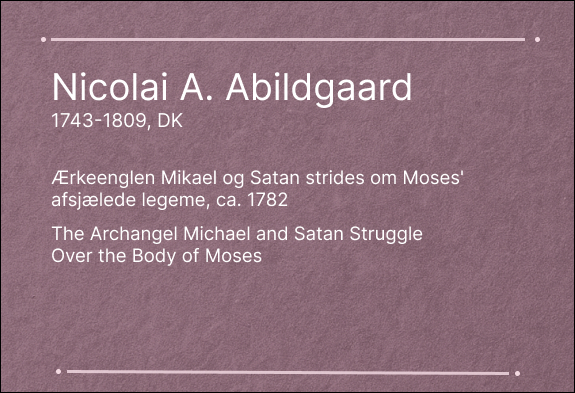 Nicolai A. Abildgaard
1743-1809, DK
Ærkeenglen Mikael og Satan strides om Moses'
afsjælede legeme, ca. 1782
The Archangel Michael and Satan Struggle
Over the Body of Moses